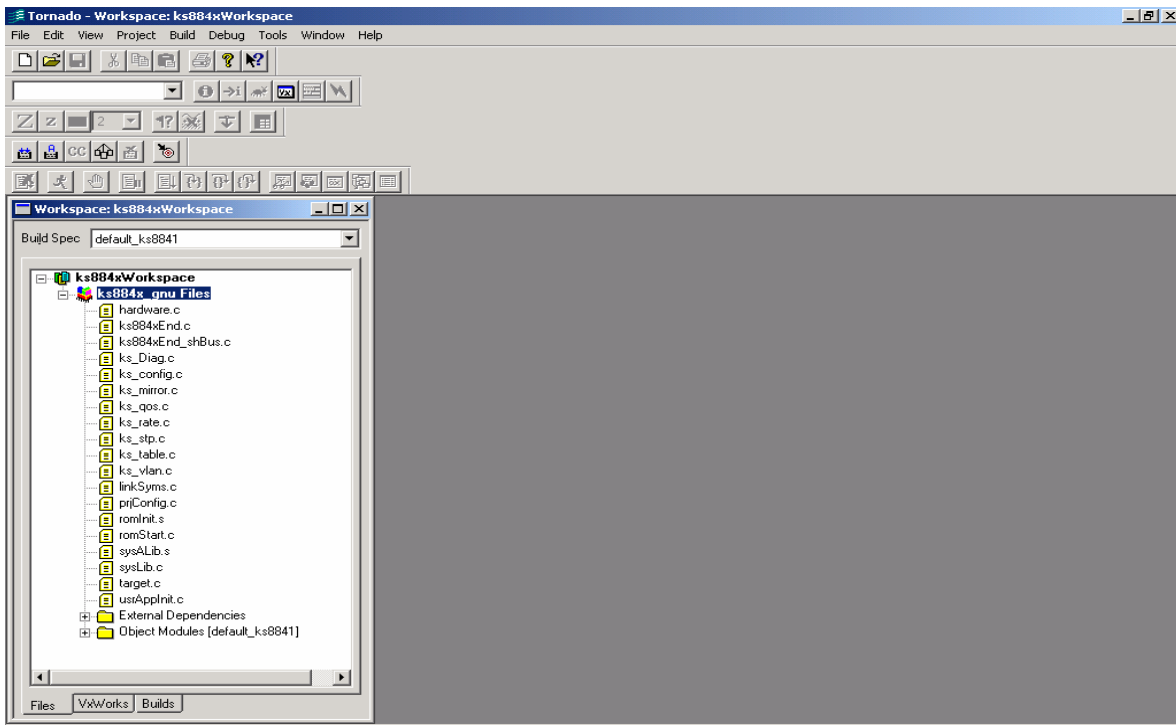 Tornado - Workspace: ks884xWorkspace
File Edit View Project Build Debug Tools Window Help
2
CC
Workspace: ks884xWorkspace
Build Spec default_ks8841
ks884xWorkspace
ks884x_gnu Files
hardware.c
ks884xEnd.c
ks884xEnd_shBus.c
ks_Diag.c
ks_config.c
ks_mirror.c
ks_qos.c
ks_rate.c
ks_stp.c
ks_table.c
ks_vlan.c
linkSyms.c
prjConfig.c
romInit.s
romStart.c
sysALib.s
sysLib.c
target.c
usrAppInit.c
External Dependencies
Object Modules [default_ks8841]
Files VxWorks Builds